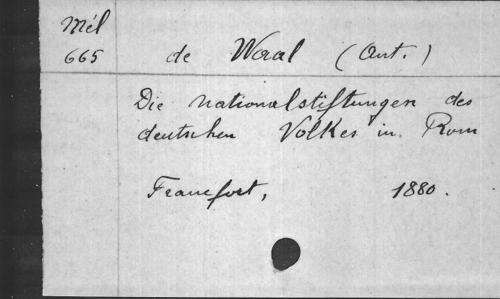 Mél
665 de Waal (Ant.)
Die Nationalstiftungen des
deutschen Volkes in Rom
Francfort, 1880.